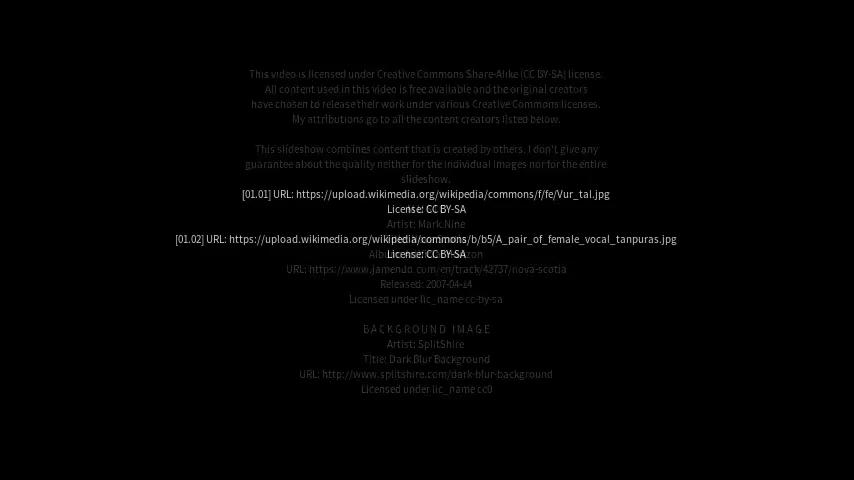 This video is licensed under Creative Commons Share-Alike (CC BY-SA) license.
All content used in this video is free available and the original creators
have chosen to release their work under various Creative Commons licenses.
My attributions go to all the content creators listed below.
This slideshow combines content that is created by others. I don't give any
guarantee about the quality neither for the individual images nor for the entire
slideshow.
[01.01] URL: https://upload.wikimedia.org/wikipedia/commons/f/fe/Vur_tal.jpg
License: CC BY-SA
Artist: Mark.Nine
[01.02] URL: https://upload.wikimedia.org/wikipedia/commons/b/b5/A_pair_of_female_vocal_tanpuras.jpg
License: CC BY-SA
URL: https://www.jamendo.com/en/track/42737/nova-scotia
Released: 2007-04-14
Licensed under lic_name cc-by-sa
BACKGROUND IMAGE
Artist: SplitShire
Title: Dark Blur Background
URL: http://www.splitshire.com/dark-blur-background
Licensed under lic_name cc0